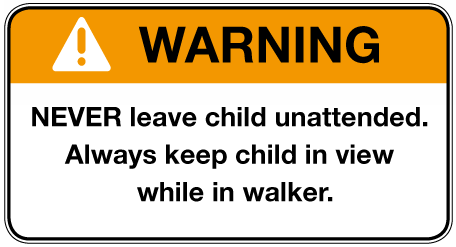 WARNING
NEVER leave child unattended.
Always keep child in view
while in walker.